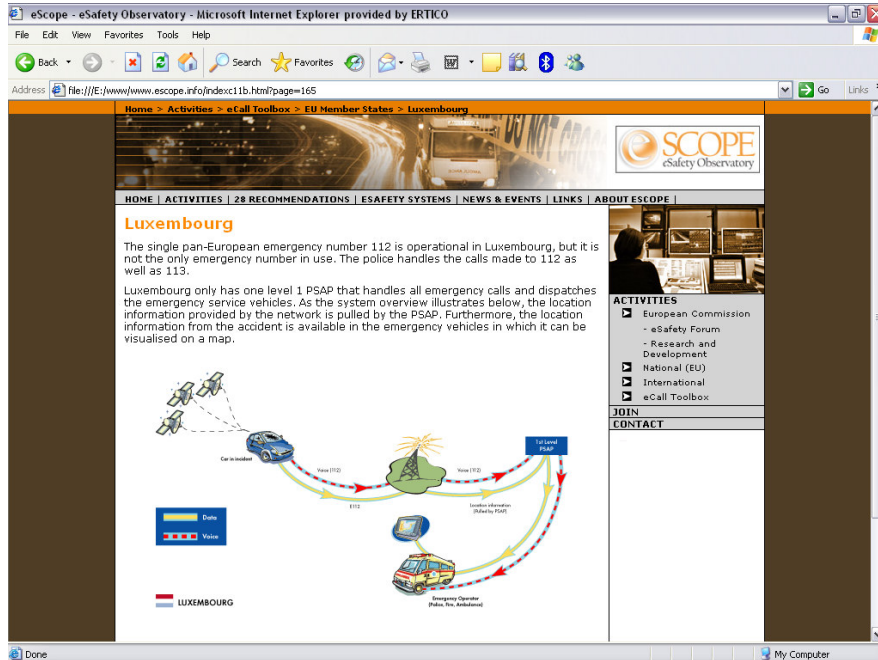 eScope - eSafety Observatory - Microsoft Internet Explorer provided by ERTICO
File Edit View Favorites Tools Help
Back Search Favorites
Address file:///E:/www/www.escope.info/indexc11b.html?page=165 Go Links
Home > Activities > eCall Toolbox > EU Member States > Luxembourg
DO NOT CROSS
SCOPE
eSafety Observatory
HOME | ACTIVITIES | 28 RECOMMENDATIONS | ESAFETY SYSTEMS | NEWS & EVENTS | LINKS | ABOUT ESCOPE |
Luxembourg
The single pan-European emergency number 112 is operational in Luxembourg, but it is
not the only emergency number in use. The police handles the calls made to 112 as
well as 113.
Luxembourg only has one level 1 PSAP that handles all emergency calls and dispatches
the emergency service vehicles. As the system overview illustrates below, the location
information provided by the network is pulled by the PSAP. Furthermore, the location
information from the accident is available in the emergency vehicles in which it can be
visualised on a map.
ACTIVITIES
European Commission
- eSafety Forum
- Research and
Development
National (EU)
International
eCall Toolbox
JOIN
CONTACT
Car in incident
Voice (112)
Voice (112)
1st Level
PSAP
E112
Location information
(Pulled by PSAP)
Data
Voice
Emergency Operator
(Police, Fire, Ambulance)
LUXEMBOURG
Done My Computer